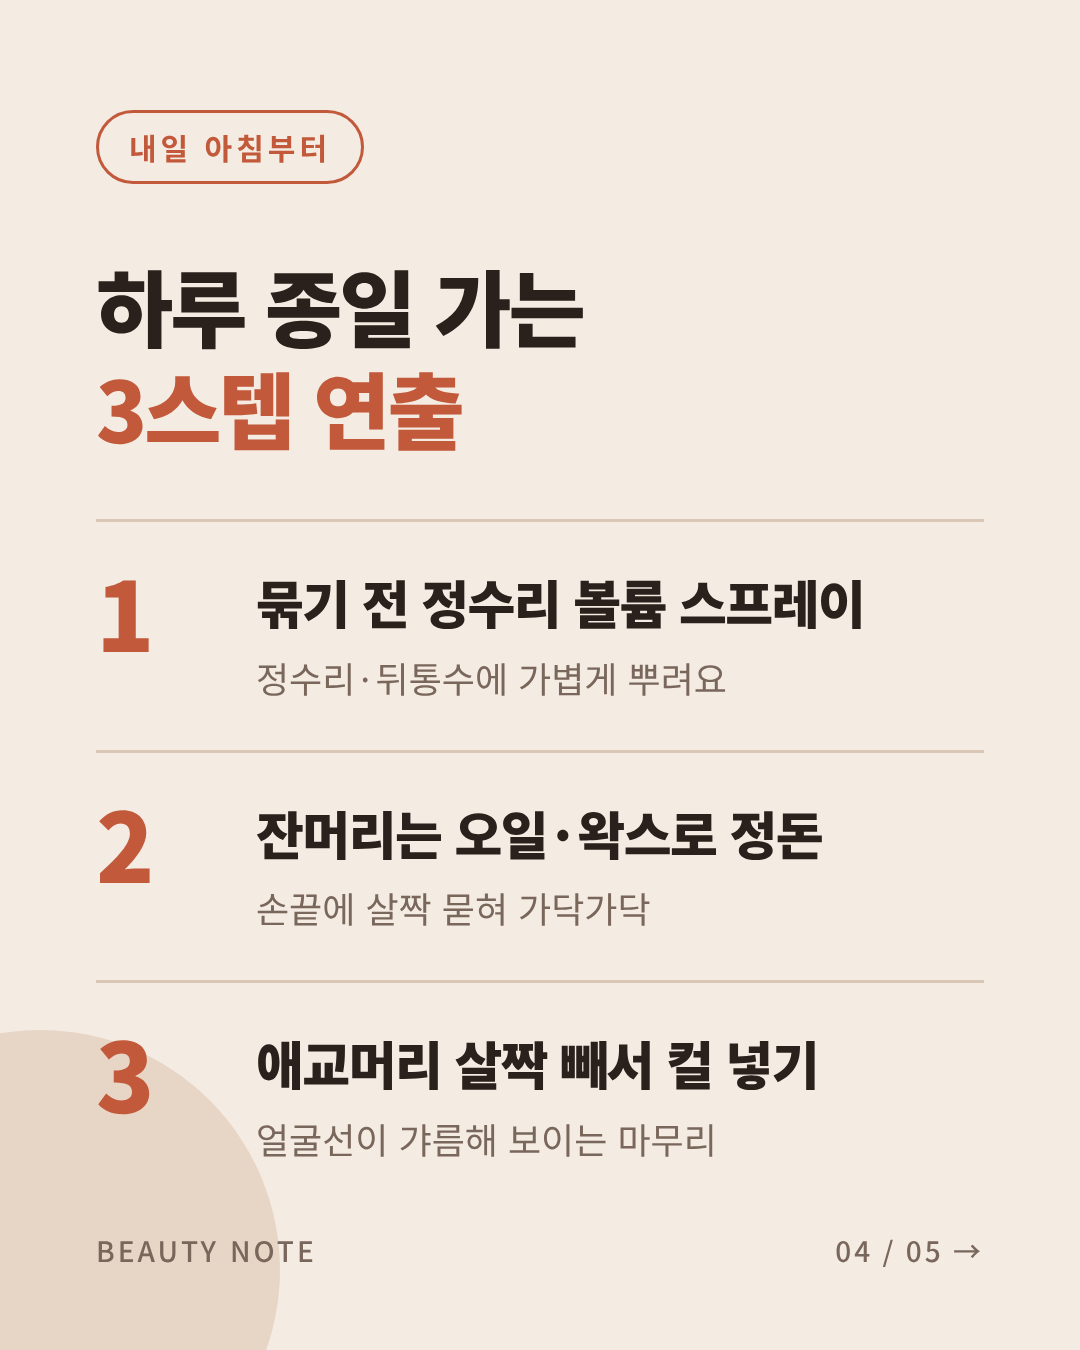 내일 아침부터
하루 종일 가는
3스텝 연출
1
묶기 전 정수리 볼륨 스프레이
정수리·뒤통수에 가볍게 뿌려요
2
잔머리는 오일·왁스로 정돈
손끝에 살짝 묻혀 가닥가닥
3
애교머리 살짝 빼서 컬 넣기
얼굴선이 갸름해 보이는 마무리
BEAUTY NOTE
04 / 05 →